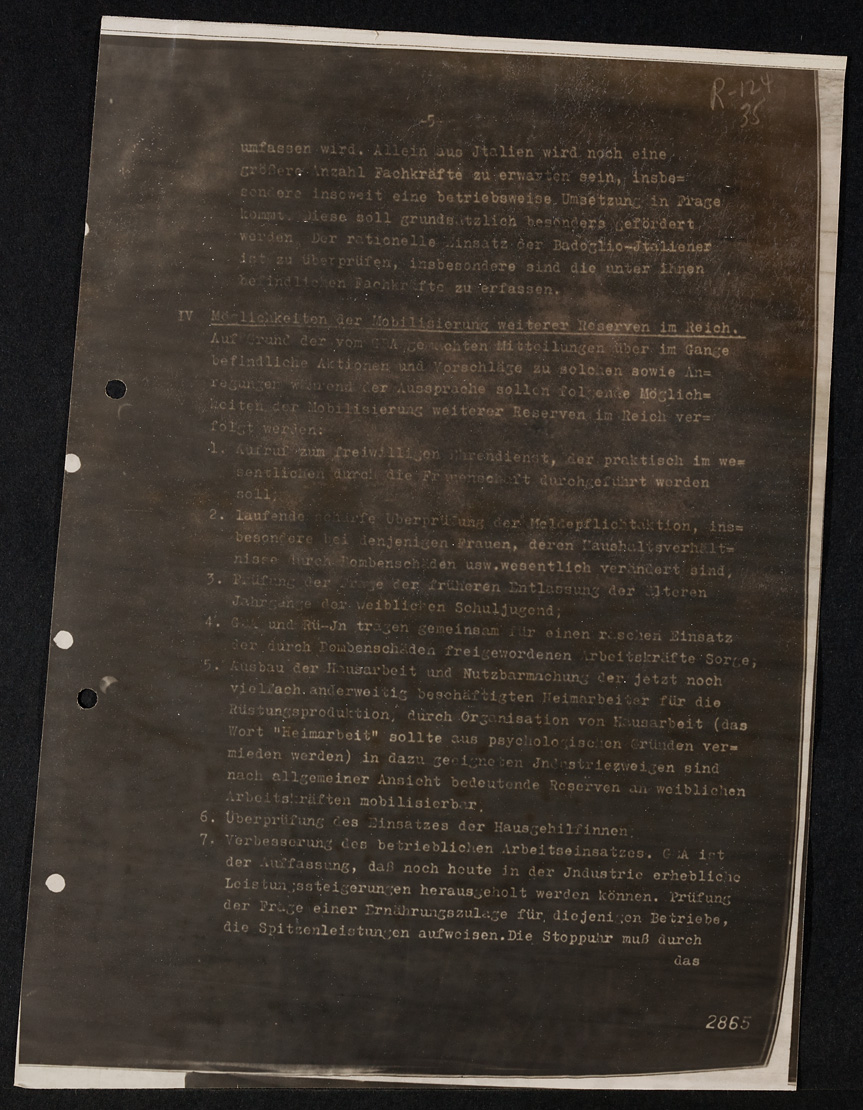 R-124
35
-5-
umfassen wird. Allein aus Jtalien wird noch eine
größere Anzahl Fachkräfte zu erwarten sein, insbe=
sondere insoweit eine betriebsweise Umsetzung in Frage
kommt. Diese soll grundsätzlich besonders gefördert
werden. Der rationelle Einsatz der Badoglio-Jtaliener
ist zu überprüfen, insbesondere sind die unter ihnen
befindlichen Fachkräfte zu erfassen.
IV Möglichkeiten der Mobilisierung weiterer Reserven im Reich.
Auf Grund der vom GBA gemachten Mitteilungen über im Gange
befindliche Aktionen und Vorschläge zu solchen sowie An=
regungen während der Aussprache sollen folgende Möglich=
keiten der Mobilisierung weiterer Reserven im Reich ver=
folgt werden:
1. Aufruf zum freiwilligen Ehrendienst, der praktisch im we=
sentlichen durch die Frauenschaft durchgeführt werden
soll;
2. laufende scharfe Überprüfung der Meldepflichtaktion, ins=
besondere bei denjenigen Frauen, deren Haushaltsverhält=
nisse durch Bombenschäden usw.wesentlich verändert sind,
3. Prüfung der Frage der früheren Entlassung der älteren
Jahrgänge der weiblichen Schuljugend;
4. GBA und Rü-Jn tragen gemeinsam für einen raschen Einsatz
der durch Bombenschäden freigewordenen Arbeitskräfte Sorge;
5. Ausbau der Hausarbeit und Nutzbarmachung der jetzt noch
vielfach anderweitig beschäftigten Heimarbeiter für die
Rüstungsproduktion, durch Organisation von Hausarbeit (das
Wort "Heimarbeit" sollte aus psychologischen Gründen ver=
mieden werden) in dazu geeigneten Jndustriezweigen sind
nach allgemeiner Ansicht bedeutende Reserven an weiblichen
Arbeitskräften mobilisierbar.
6. Überprüfung des Einsatzes der Hausgehilfinnen;
7. Verbesserung des betrieblichen Arbeitseinsatzes. GBA ist
der Auffassung, daß noch heute in der Jndustrie erhebliche
Leistungssteigerungen herausgeholt werden können. Prüfung
der Frage einer Ernährungszulage für diejenigen Betriebe,
die Spitzenleistungen aufweisen.Die Stoppuhr muß durch
das
2865